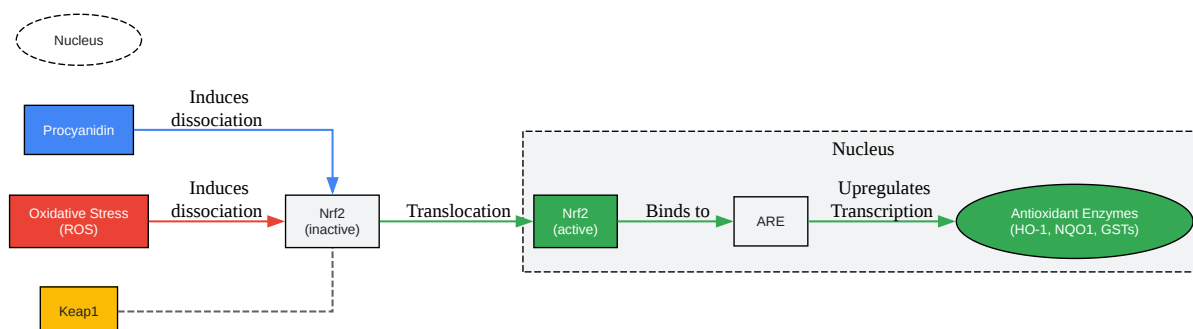 Nucleus
Procyanidin
Induces
dissociation
Oxidative Stress
(ROS)
Induces
dissociation
Keap1
Nrf2
(inactive)
Translocation
Nucleus
Nrf2
(active)
Binds to
ARE
Upregulates
Transcription
Antioxidant Enzymes
(HO-1, NQO1, GSTs)